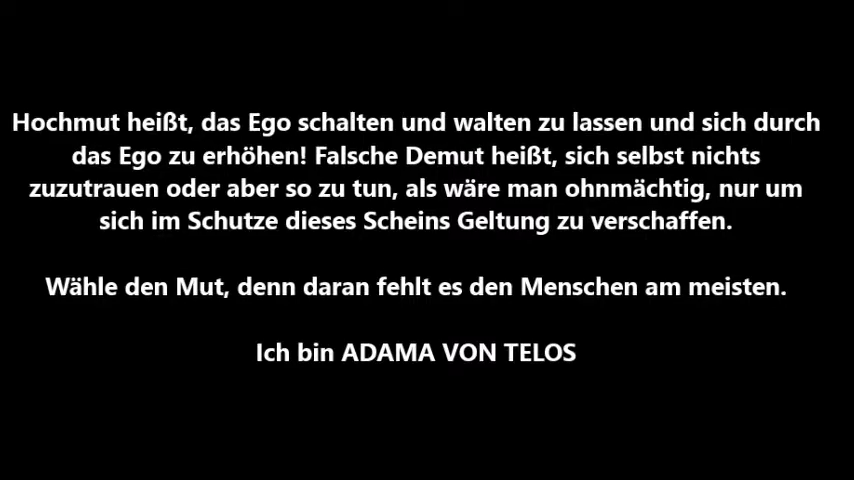 Hochmut heißt, das Ego schalten und walten zu lassen und sich durch
das Ego zu erhöhen! Falsche Demut heißt, sich selbst nichts
zuzutrauen oder aber so zu tun, als wäre man ohnmächtig, nur um
sich im Schutze dieses Scheins Geltung zu verschaffen.
Wähle den Mut, denn daran fehlt es den Menschen am meisten.
Ich bin ADAMA VON TELOS